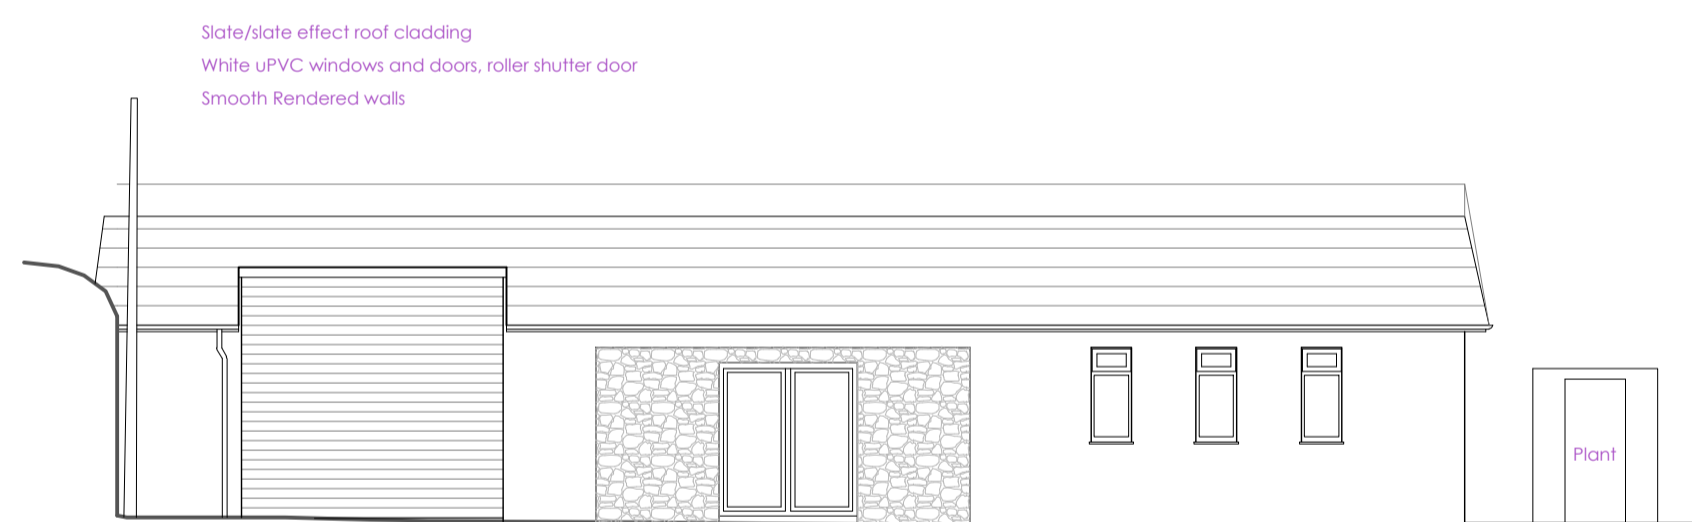 Slate/slate effect roof cladding
White uPVC windows and doors, roller shutter door
Smooth Rendered walls
Plant